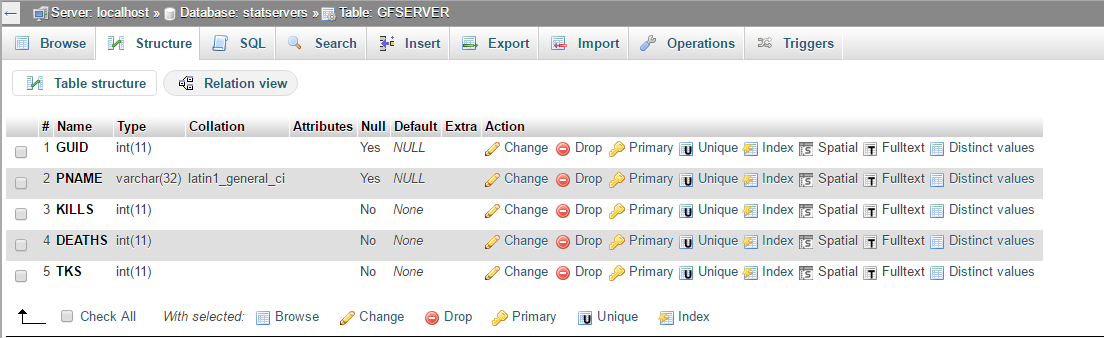 ← Server: localhost » Database: statservers » Table: GFSERVER
Browse Structure SQL Search Insert Export Import Operations Triggers
Table structure Relation view
# Name Type Collation Attributes Null Default Extra Action
1 GUID int(11) Yes NULL Change Drop Primary Unique Index Spatial Fulltext Distinct values
2 PNAME varchar(32) latin1_general_ci Yes NULL Change Drop Primary Unique Index Spatial Fulltext Distinct values
3 KILLS int(11) No None Change Drop Primary Unique Index Spatial Fulltext Distinct values
4 DEATHS int(11) No None Change Drop Primary Unique Index Spatial Fulltext Distinct values
5 TKS int(11) No None Change Drop Primary Unique Index Spatial Fulltext Distinct values
Check All With selected: Browse Change Drop Primary Unique Index